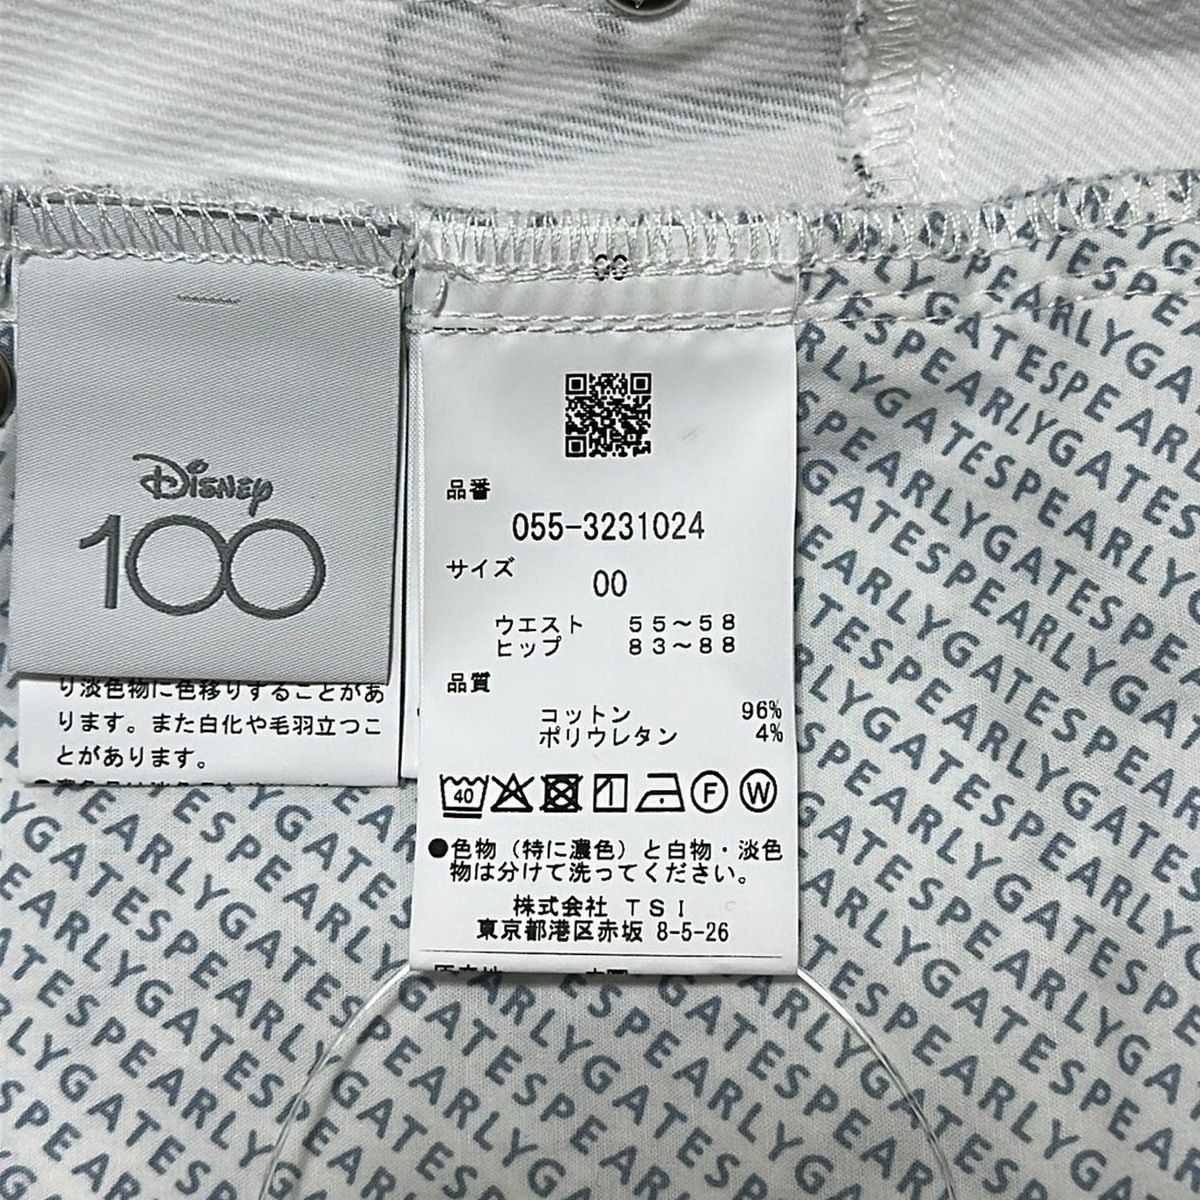 00
Disney
100
り淡色物に色移りすることがあ
ります。また白化や毛羽立つこ
とがあります。
品番
055-3231024
サイズ
00
ウエスト 55～58
ヒップ 83～88
品質
コットン 96%
ポリウレタン 4%
40
F
W
●色物（特に濃色）と白物・淡色
物は分けて洗ってください。
株式会社 TSI
東京都港区赤坂 8-5-26
PEARLYGATES
PEARLYGATES
PEARLYGATES
PEARLYGATES